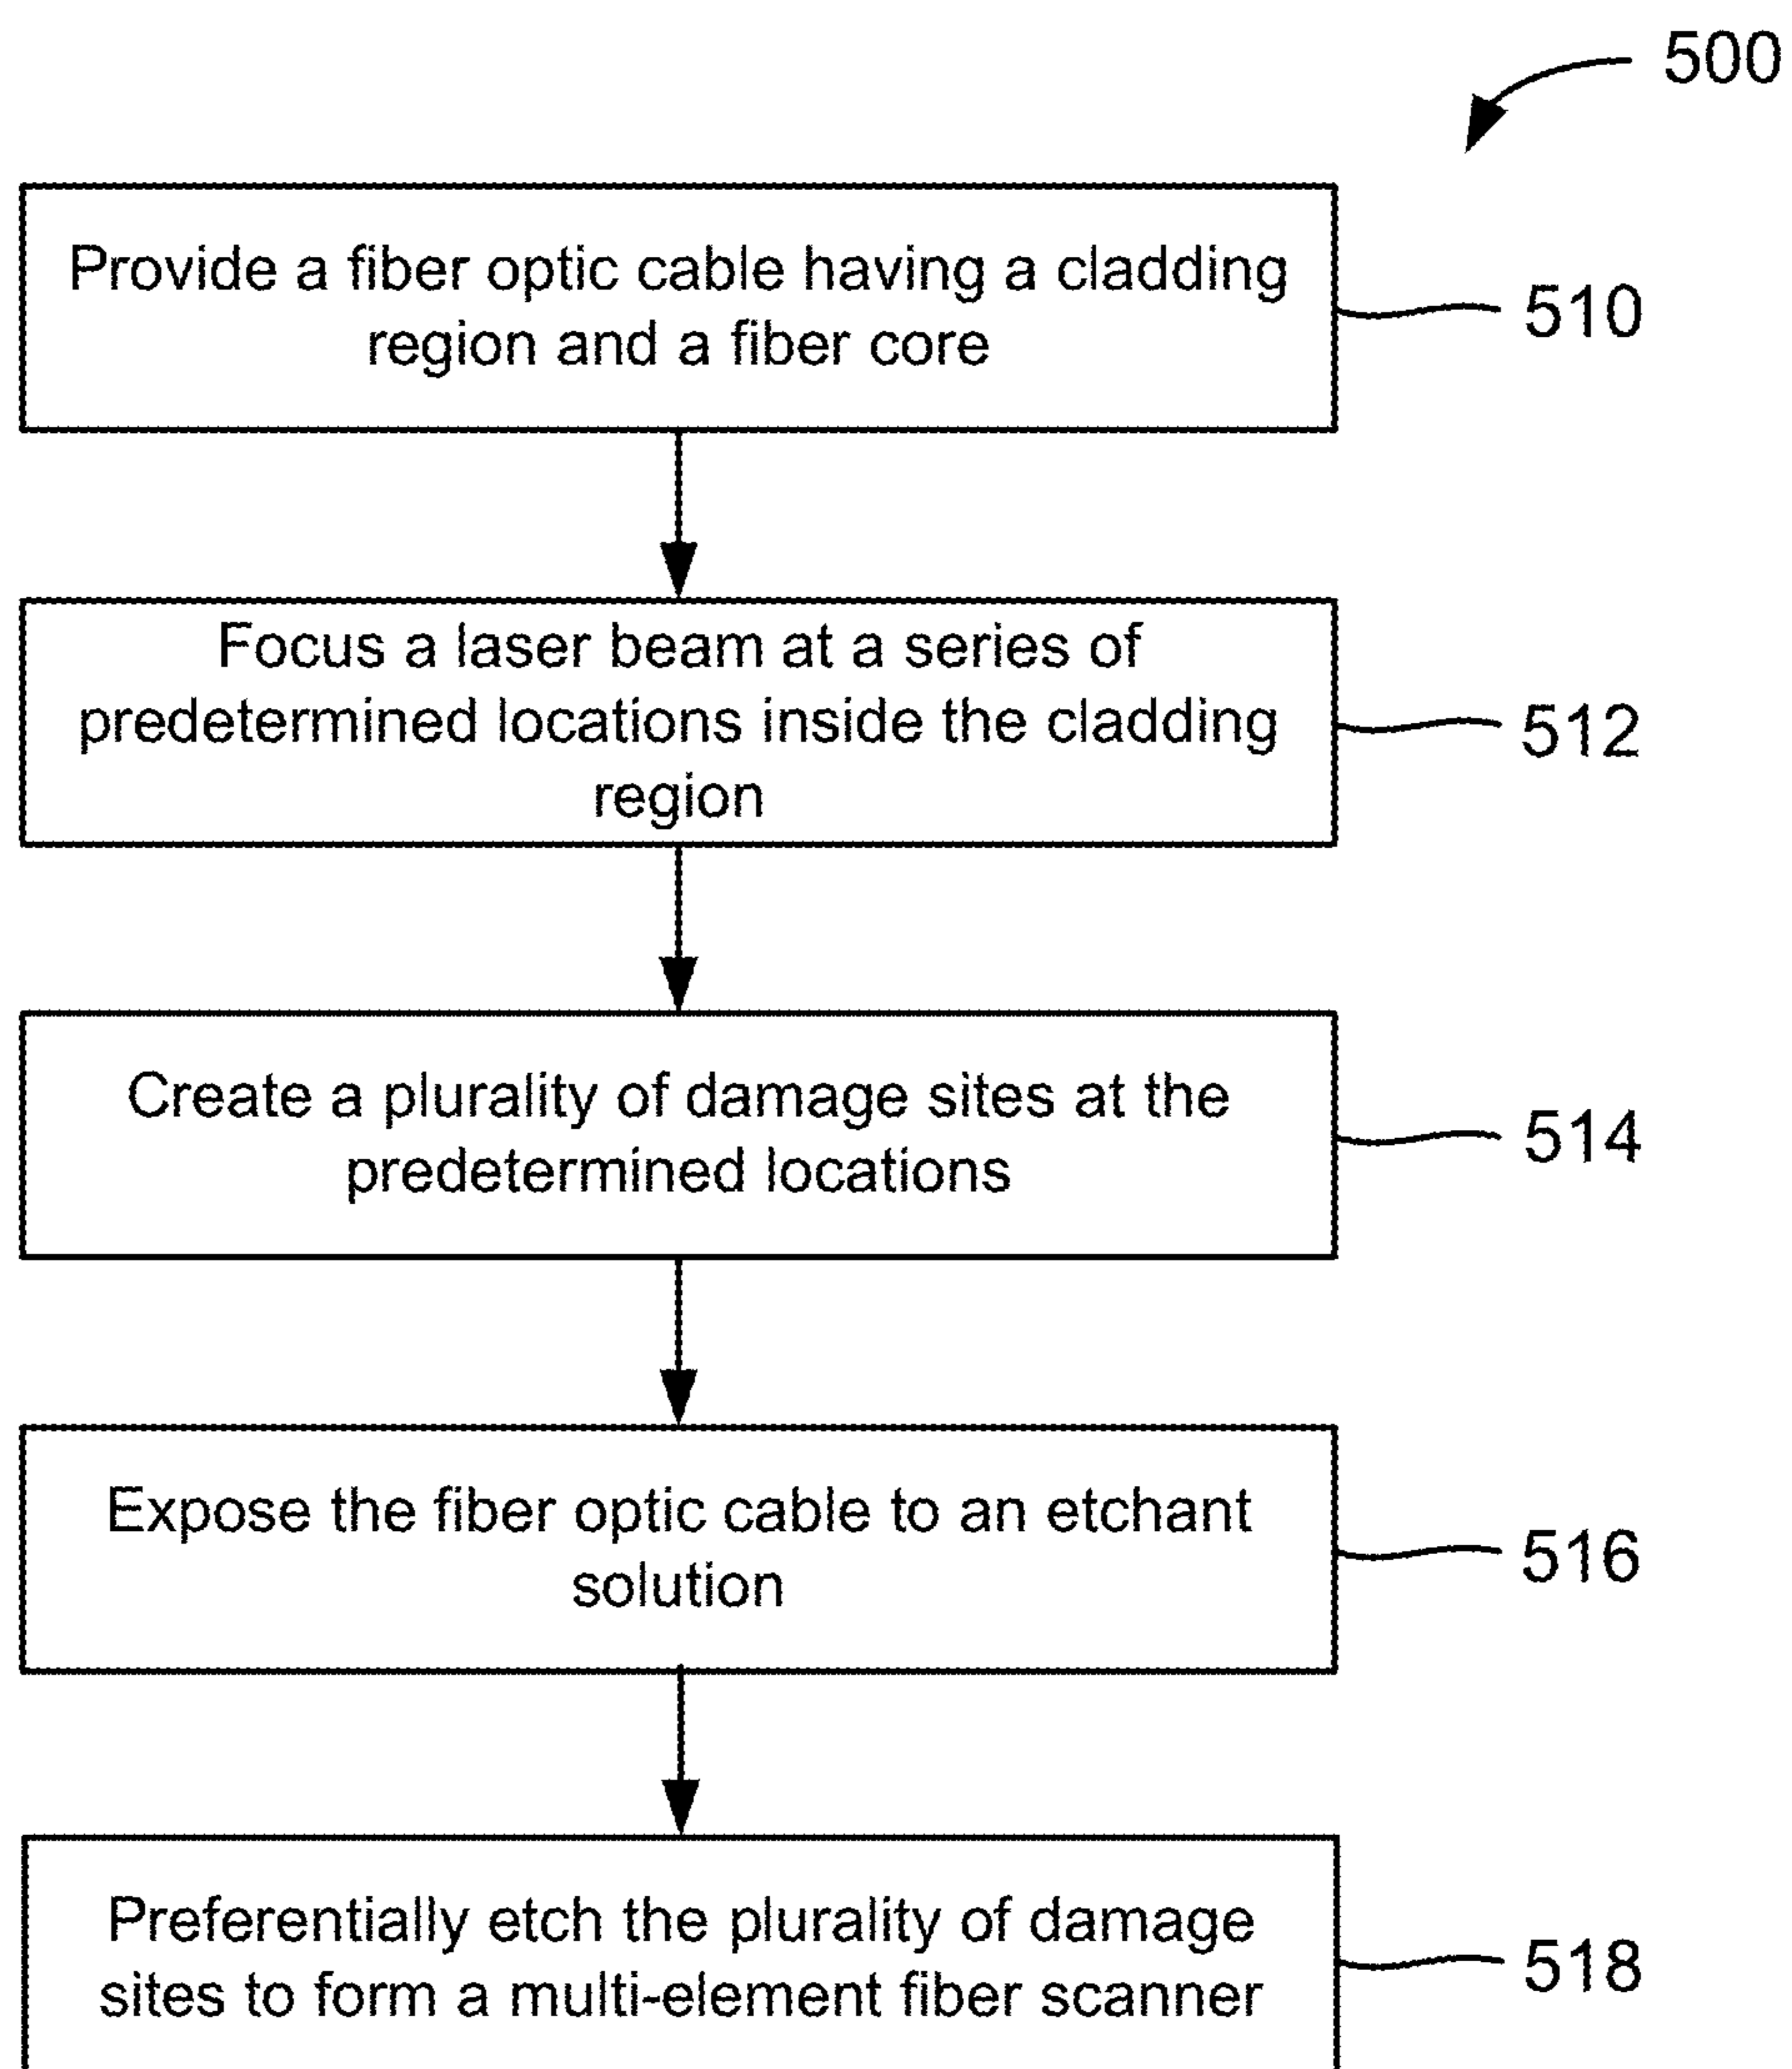 500
Provide a fiber optic cable having a cladding
region and a fiber core
510
Focus a laser beam at a series of
predetermined locations inside the cladding
region
512
Create a plurality of damage sites at the
predetermined locations
514
Expose the fiber optic cable to an etchant
solution
516
Preferentially etch the plurality of damage
sites to form a multi-element fiber scanner
518